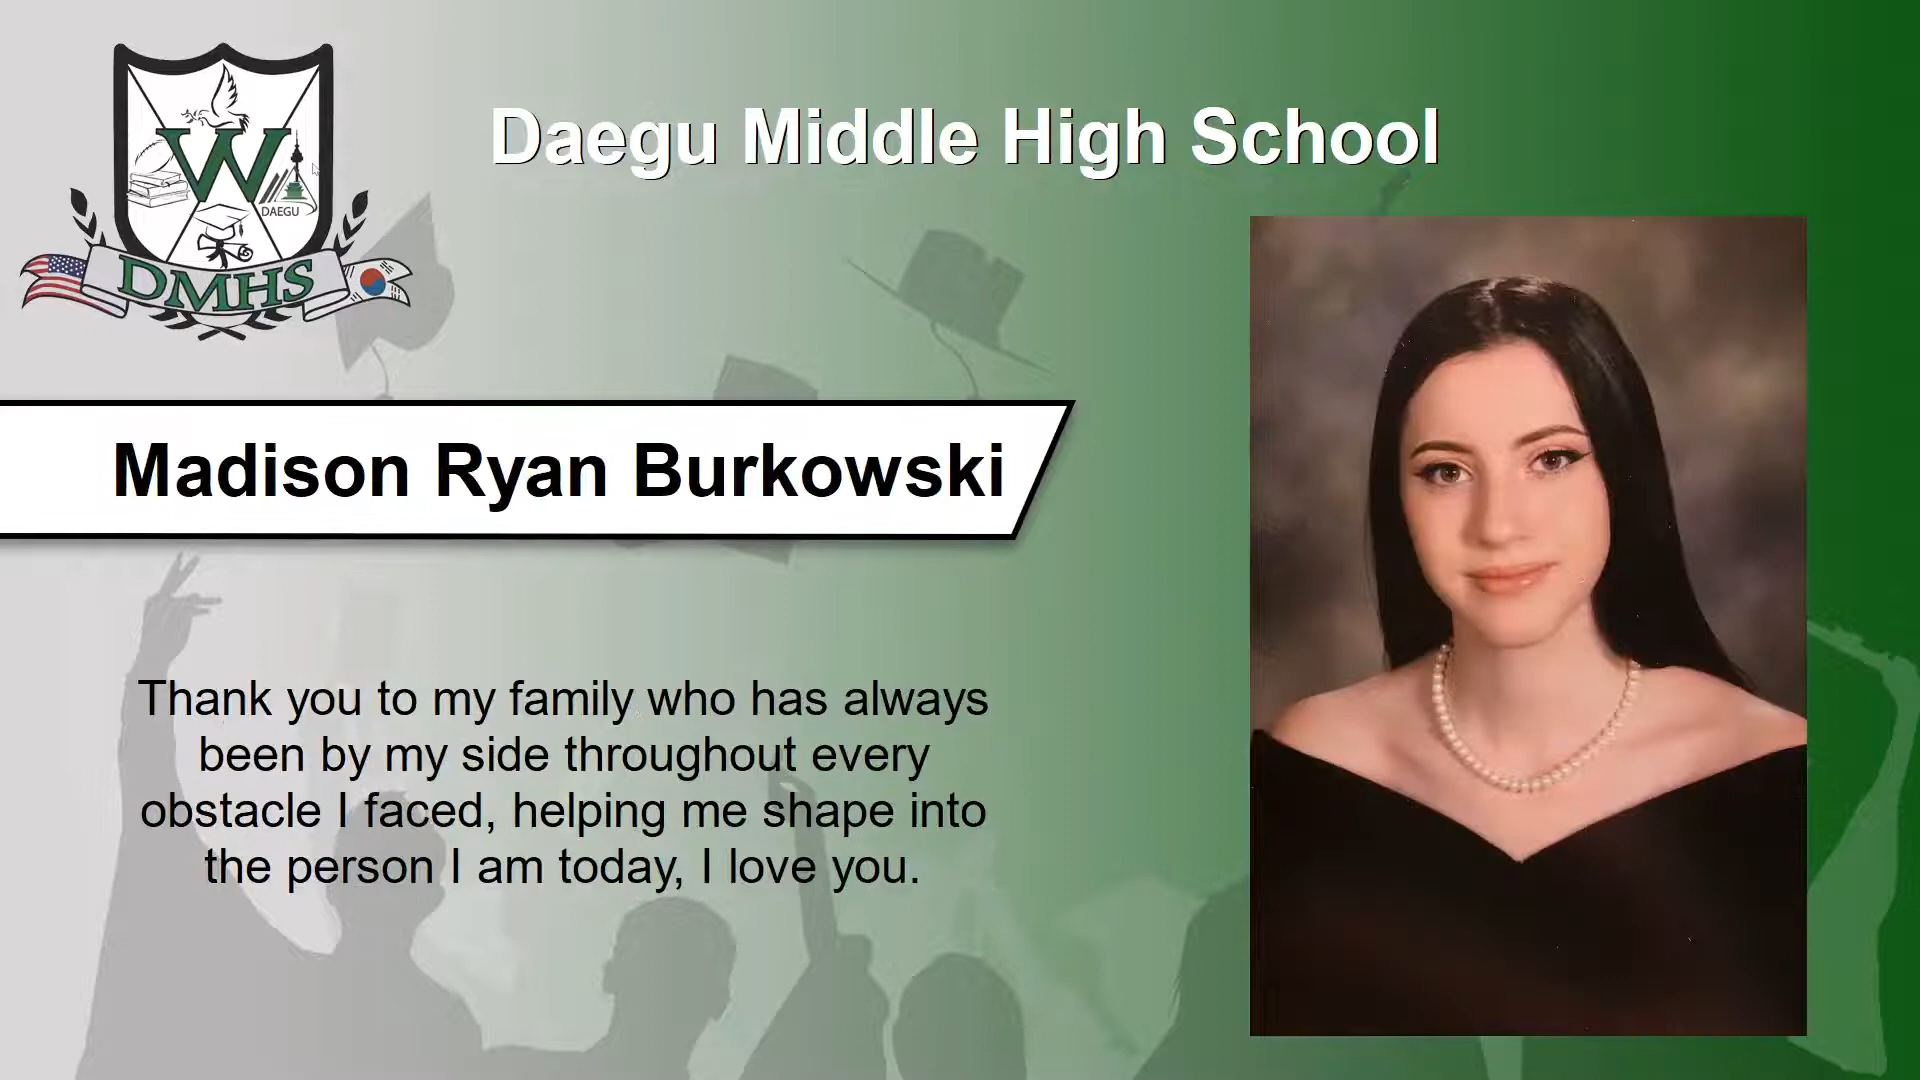 W
DAEGU
DMHS
Daegu Middle High School
Madison Ryan Burkowski
Thank you to my family who has always
been by my side throughout every
obstacle I faced, helping me shape into
the person I am today, I love you.